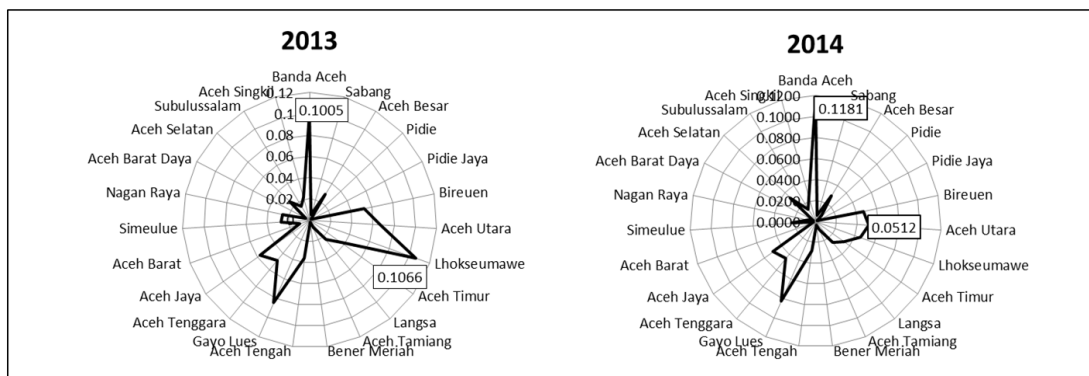 2013
Banda Aceh
Sabang
Aceh Besar
Pidie
Pidie Jaya
Bireuen
Aceh Utara
Lhokseumawe
Aceh Timur
Langsa
Aceh Tamiang
Bener Meriah
Aceh Tengah
Gayo Lues
Aceh Tenggara
Aceh Jaya
Aceh Barat
Simeulue
Nagan Raya
Aceh Barat Daya
Aceh Selatan
Subulussalam
Aceh Singkil
0.12
0.1
0.08
0.06
0.04
0.02
0
0.1005
0.1066
2014
Banda Aceh
Sabang
Aceh Besar
Pidie
Pidie Jaya
Bireuen
Aceh Utara
Lhokseumawe
Aceh Timur
Langsa
Aceh Tamiang
Bener Meriah
Aceh Tengah
Gayo Lues
Aceh Tenggara
Aceh Jaya
Aceh Barat
Simeulue
Nagan Raya
Aceh Barat Daya
Aceh Selatan
Subulussalam
Aceh Singkil
0.1200
0.1000
0.0800
0.0600
0.0400
0.0200
0.0000
0.1181
0.0512